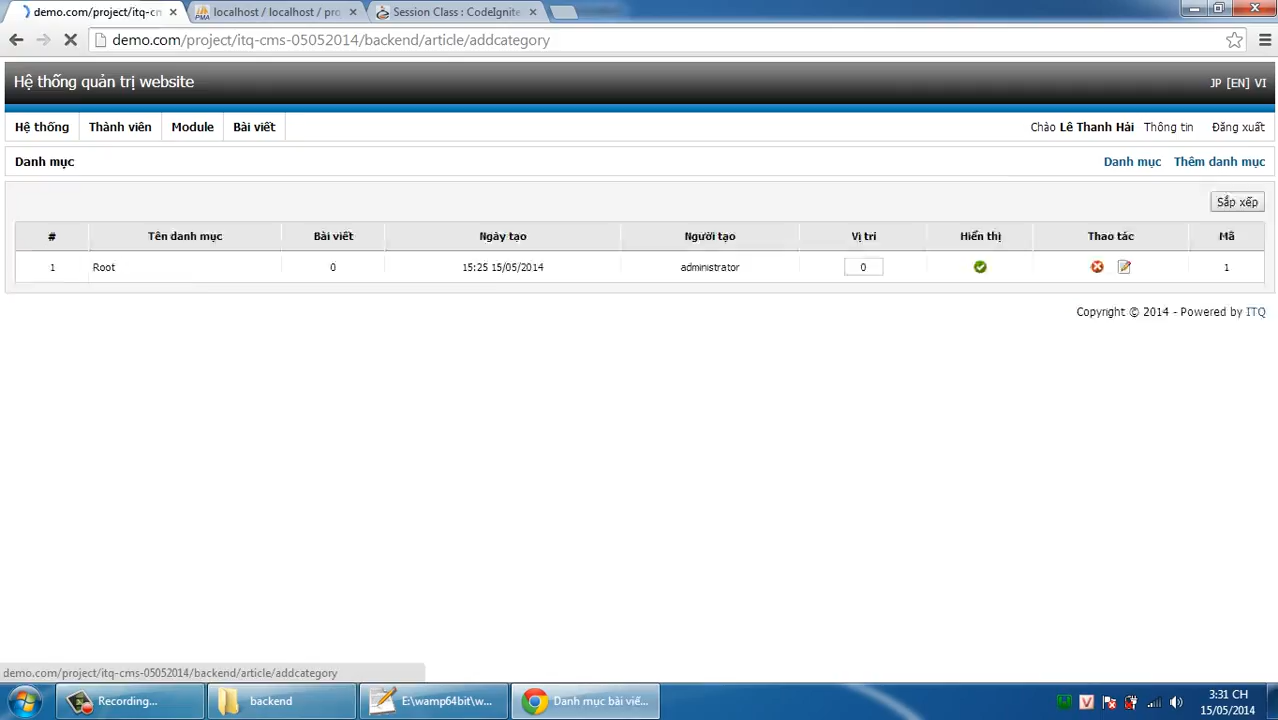 demo.com/project/itq-cn
localhost / localhost / pro
Session Class : CodeIgnite
demo.com/project/itq-cms-05052014/backend/article/addcategory
Hệ thống quản trị website
JP [EN] VI
Hệ thống Thành viên Module Bài viết
Chào Lê Thanh Hải Thông tin Đăng xuất
Danh mục
Danh mục Thêm danh mục
Sắp xếp
# Tên danh mục Bài viết Ngày tạo Người tạo Vị trí Hiển thị Thao tác Mã
1 Root 0 15:25 15/05/2014 administrator 0 1
Copyright © 2014 - Powered by ITQ
demo.com/project/itq-cms-05052014/backend/article/addcategory
Recording... backend E:\wamp64bit\w... Danh mục bài viế...
3:31 CH
15/05/2014